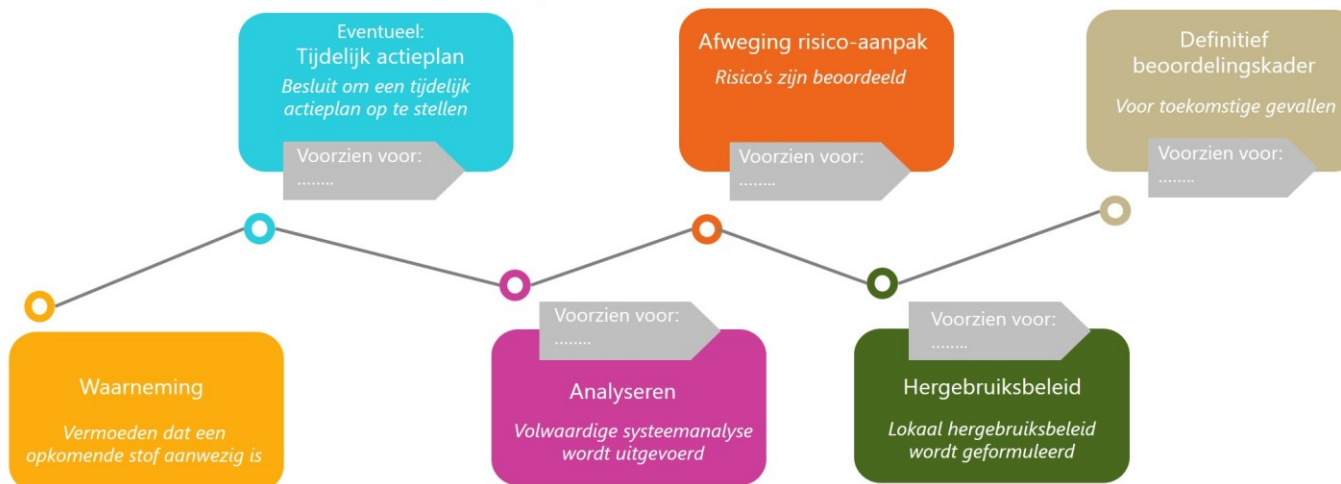 Eventueel:
Tijdelijk actieplan
Besluit om een tijdelijk
actieplan op te stellen
Voorzien voor:
........
Afweging risico-aanpak
Risico's zijn beoordeeld
Voorzien voor:
........
Definitief
beoordelingskader
Voor toekomstige gevallen
Voorzien voor:
........
Waarneming
Vermoeden dat een
opkomende stof aanwezig is
Voorzien voor:
........
Analyseren
Volwaardige systeemanalyse
wordt uitgevoerd
Voorzien voor:
........
Hergebruiksbeleid
Lokaal hergebruiksbeleid
wordt geformuleerd